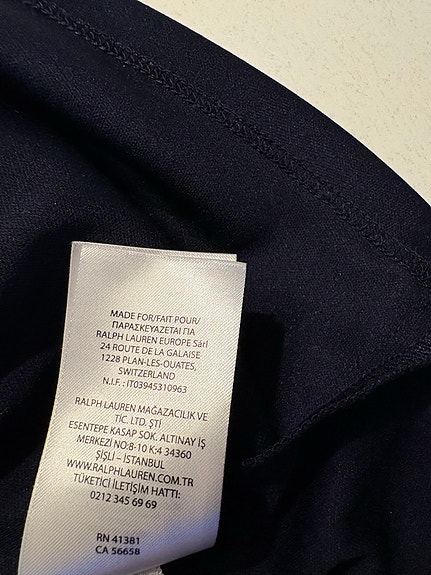 MADE FOR/FAIT POUR/
ΠΑΡΑΣΚΕΥΑΖΕΤΑΙ ΓΙΑ
RALPH LAUREN EUROPE Sàrl
24 ROUTE DE LA GALAISE
1228 PLAN-LES-OUATES,
SWITZERLAND
N.I.F. : IT03945310963
RALPH LAUREN MAĞAZACILIK VE
TİC. LTD. ŞTİ
ESENTEPE KASAP SOK. ALTINAY İŞ
MERKEZİ NO:8-10 K:4 34360
ŞİŞLİ – İSTANBUL
WWW.RALPHLAUREN.COM.TR
TÜKETİCİ İLETİŞİM HATTI:
0212 345 69 69
RN 41381
CA 56658